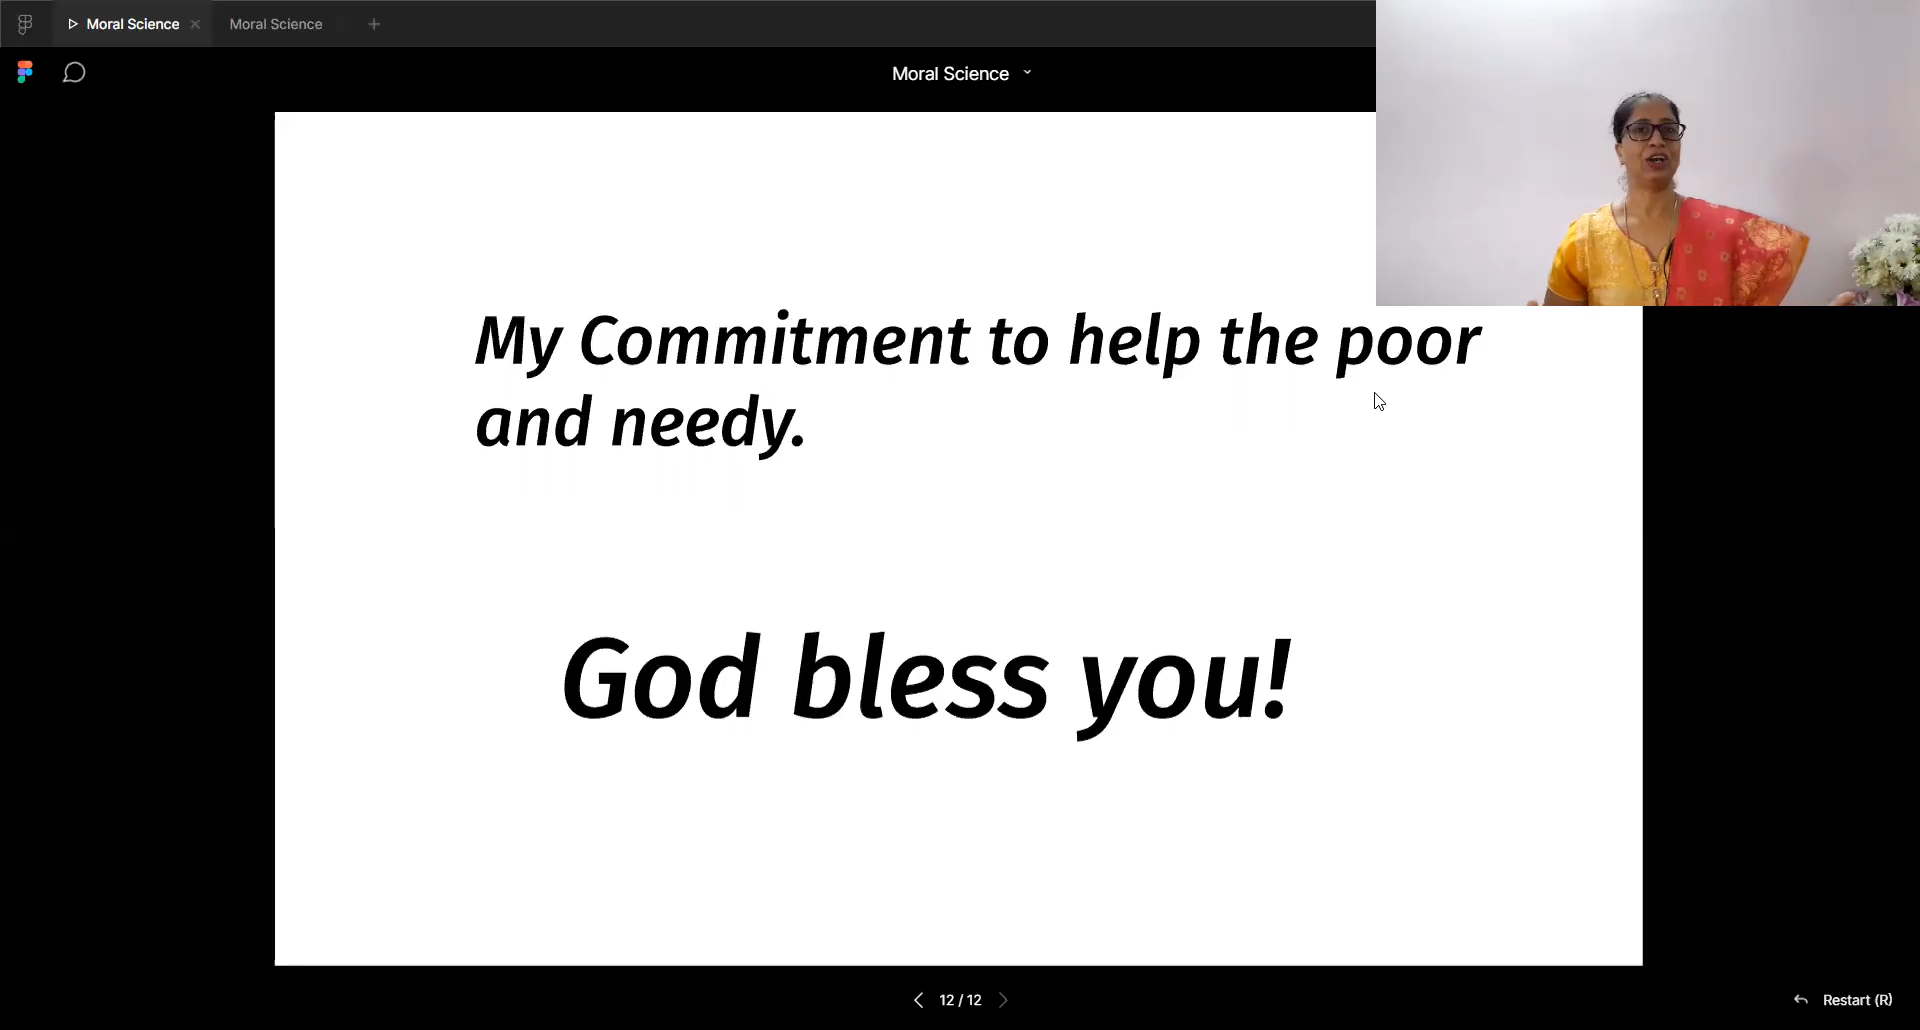 Moral Science
Moral Science
Moral Science
My Commitment to help the poor
and needy.
God bless you!
12 / 12
Restart (R)